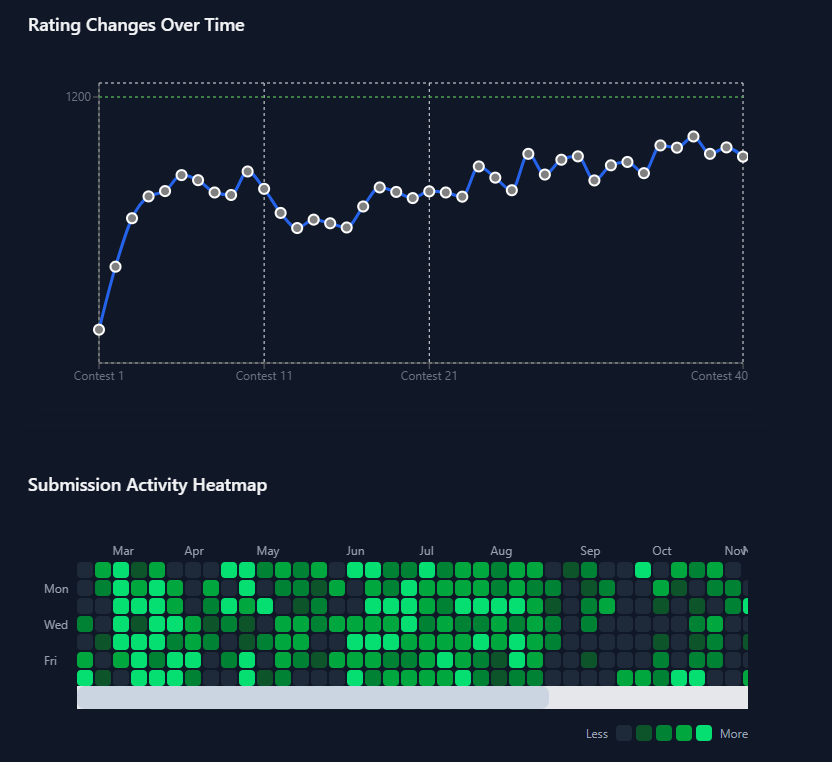 Rating Changes Over Time
1200
Contest 1 Contest 11 Contest 21 Contest 40
Submission Activity Heatmap
Mar Apr May Jun Jul Aug Sep Oct Nov
Mon
Wed
Fri
Less More